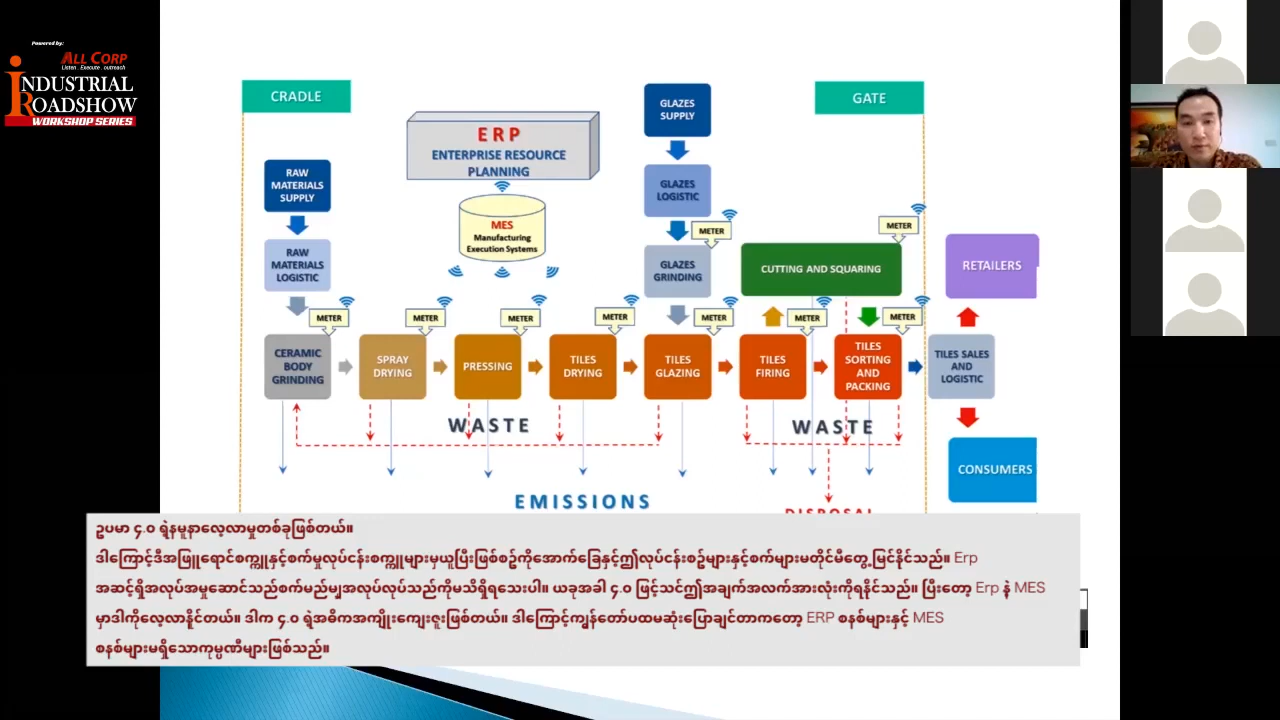 Powered by:
ALL CORP
Listen . Execute . outreach
INDUSTRIAL
ROADSHOW
WORKSHOP SERIES
CRADLE
GATE
ERP
ENTERPRISE RESOURCE
PLANNING
MES
Manufacturing
Execution Systems
RAW
MATERIALS
SUPPLY
RAW
MATERIALS
LOGISTIC
GLAZES
SUPPLY
GLAZES
LOGISTIC
GLAZES
GRINDING
METER
METER
CUTTING AND SQUARING
RETAILERS
METER
METER
METER
METER
METER
METER
METER
CERAMIC
BODY
GRINDING
SPRAY
DRYING
PRESSING
TILES
DRYING
TILES
GLAZING
TILES
FIRING
TILES
SORTING
AND
PACKING
TILES SALES
AND
LOGISTIC
WASTE
WASTE
CONSUMERS
EMISSIONS
DISPOSAL
ဥပမာ ၄.၀ ရဲ့နမူနာလေ့လာမှုတစ်ခုဖြစ်တယ်။
ဒါကြောင့်ဒီအဖြူရောင်စက္ကူနှင့်စက်မှုလုပ်ငန်းစက္ကူများမှယူပြီးဖြစ်စဉ်ကိုအောက်ခြေနှင့်ဤလုပ်ငန်းစဉ်များနှင့်စက်များမတိုင်မီတွေ့မြင်နိုင်သည်။ Erp
အဆင့်ရှိအလုပ်အမှုဆောင်သည်စက်မည်မျှအလုပ်လုပ်သည်ကိုမသိရှိရသေးပါ။ ယခုအခါ ၄.၀ ဖြင့်သင်ဤအချက်အလက်အားလုံးကိုရနိုင်သည်။ ပြီးတော့ Erp နဲ့ MES
မှာဒါကိုလေ့လာနိုင်တယ်။ ဒါက ၄.၀ ရဲ့အဓိကအကျိုးကျေးဇူးဖြစ်တယ်။ ဒါကြောင့်ကျွန်တော်ပထမဆုံးပြောချင်တာကတော့ ERP စနစ်များနှင့် MES
စနစ်များမရှိသောကုမ္ပဏီများဖြစ်သည်။